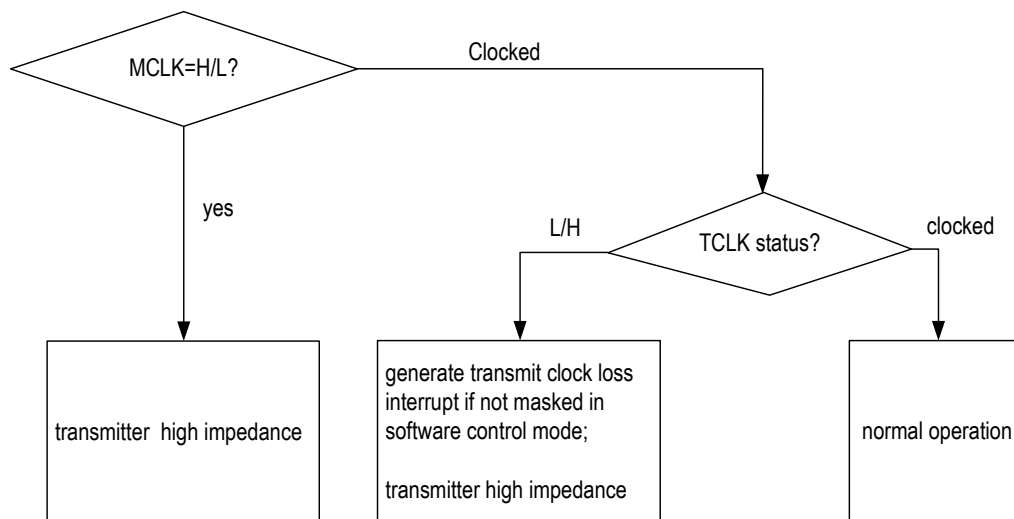 MCLK=H/L?
Clocked
yes
L/H
TCLK status?
clocked
transmitter high impedance
generate transmit clock loss
interrupt if not masked in
software control mode;
transmitter high impedance
normal operation